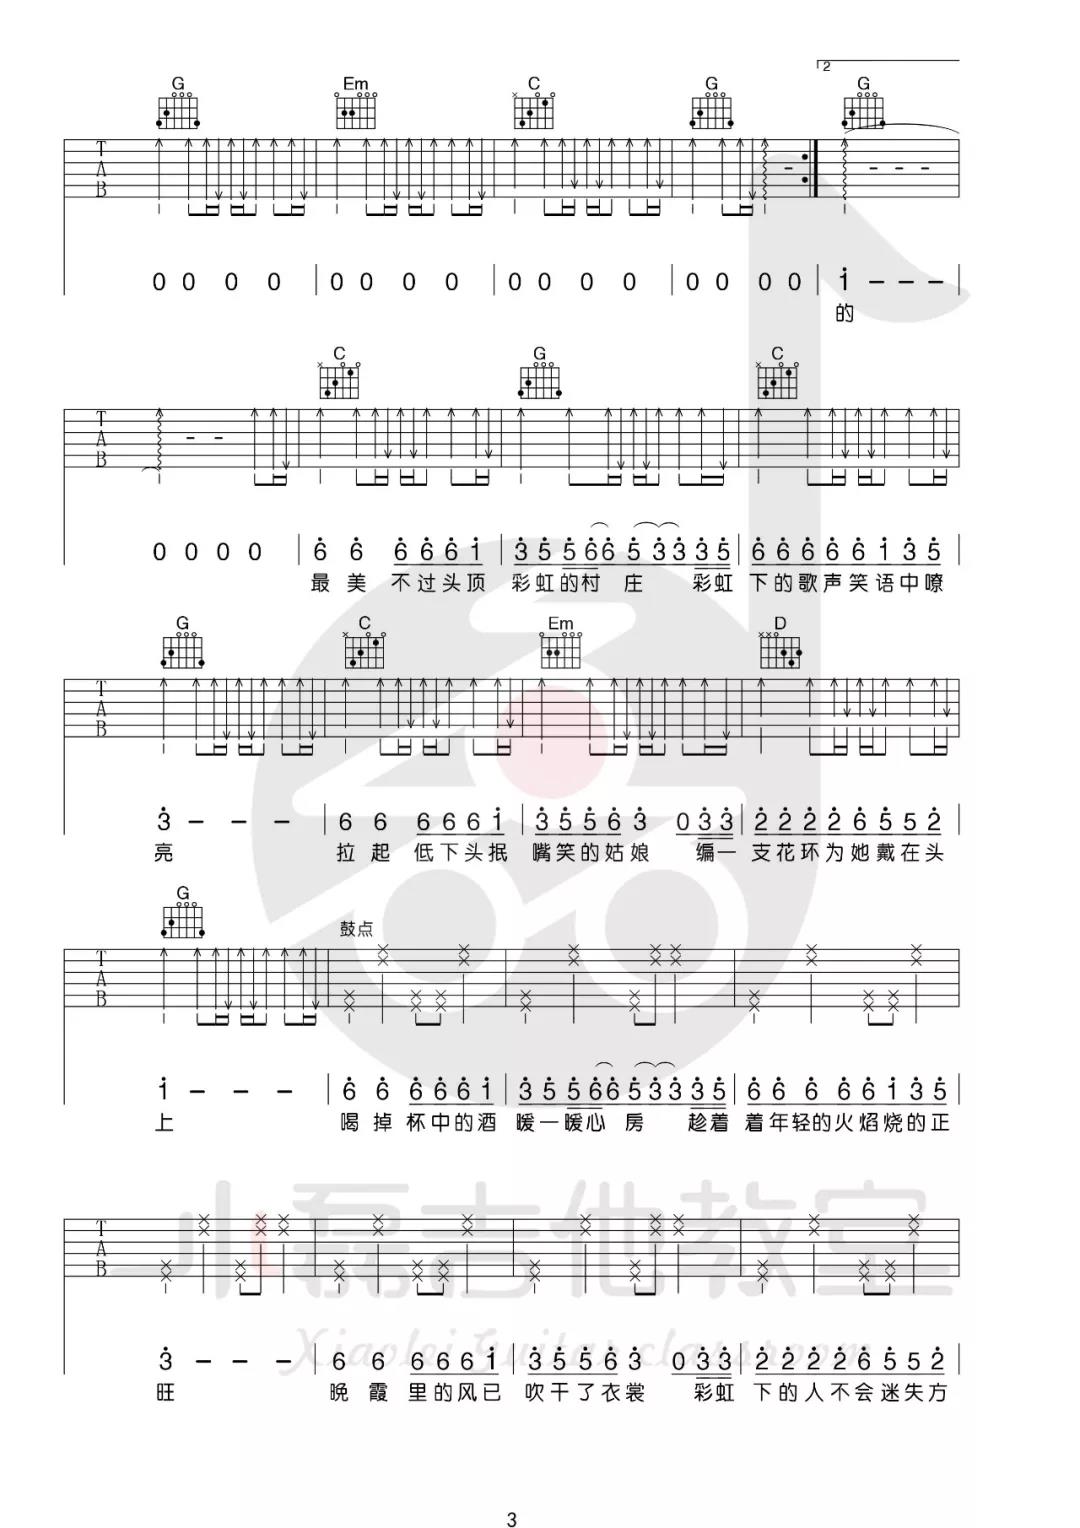 2
G Em C G G
T
A
B
0 0 0 0 | 0 0 0 0 | 0 0 0 0 | 0 0 0 0 | 1 - - -
的
C G C
T
A
B
0 0 0 0 | 6 6 6 6 6 1 | 3 5 5 6 6 5 3 3 3 5 | 6 6 6 6 6 1 3 5
最 美 不过头顶 彩虹的村 庄 彩虹 下的歌声笑语中嘹
G C Em D
T
A
B
3 - - - | 6 6 6 6 6 1 | 3 5 5 6 3 0 3 3 | 2 2 2 2 6 5 5 2
亮 拉起 低下头抿 嘴笑的姑娘 编一 支花环为她戴在头
G
鼓点
T
A
B
1 - - - | 6 6 6 6 6 1 | 3 5 5 6 6 5 3 3 3 5 | 6 6 6 6 6 1 3 5
上 喝掉 杯中的酒 暖一暖心 房 趁着 着年轻的火焰烧的正
小磊吉他教室
T
A
B
Xiaolei Guitar classroom
3 - - - | 6 6 6 6 6 1 | 3 5 5 6 3 0 3 3 | 2 2 2 2 6 5 5 2
旺 晚霞 里的风已 吹干了衣裳 彩虹 下的人不会迷失方
3